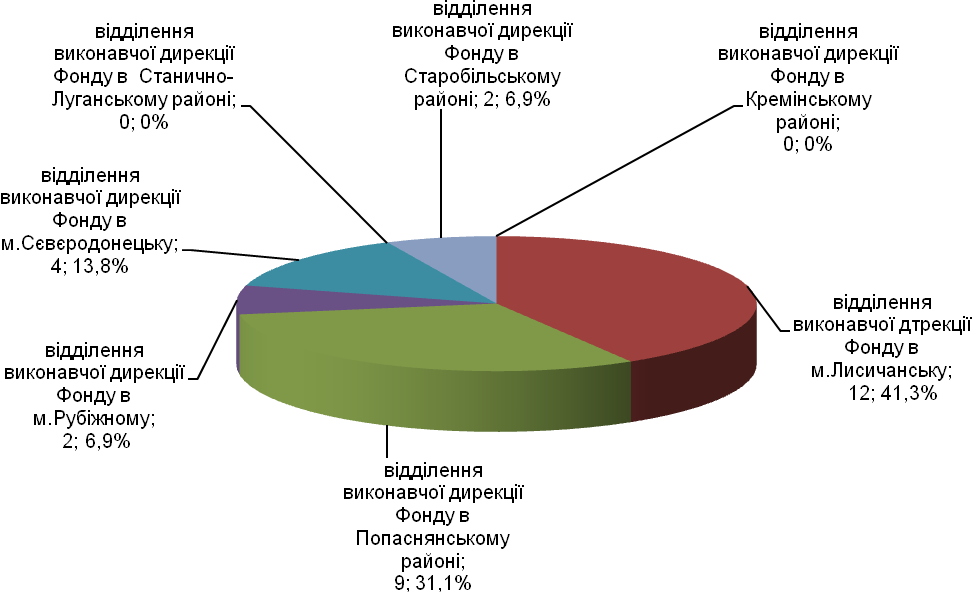 відділення
виконавчої дирекції
Фонду в Станично-
Луганському районі;
0; 0%
відділення
виконавчої дирекції
Фонду в
Старобільському
районі; 2; 6,9%
відділення
виконавчої дирекції
Фонду в
Кремінському
районі;
0; 0%
відділення
виконавчої дирекції
Фонду в
м.Сєвєродонецьку;
4; 13,8%
відділення
виконавчої дтрекції
Фонду в
м.Лисичанську;
12; 41,3%
відділення
виконавчої дирекції
Фонду в
м.Рубіжному;
2; 6,9%
відділення
виконавчої дирекції
Фонду в
Попаснянському
районі;
9; 31,1%